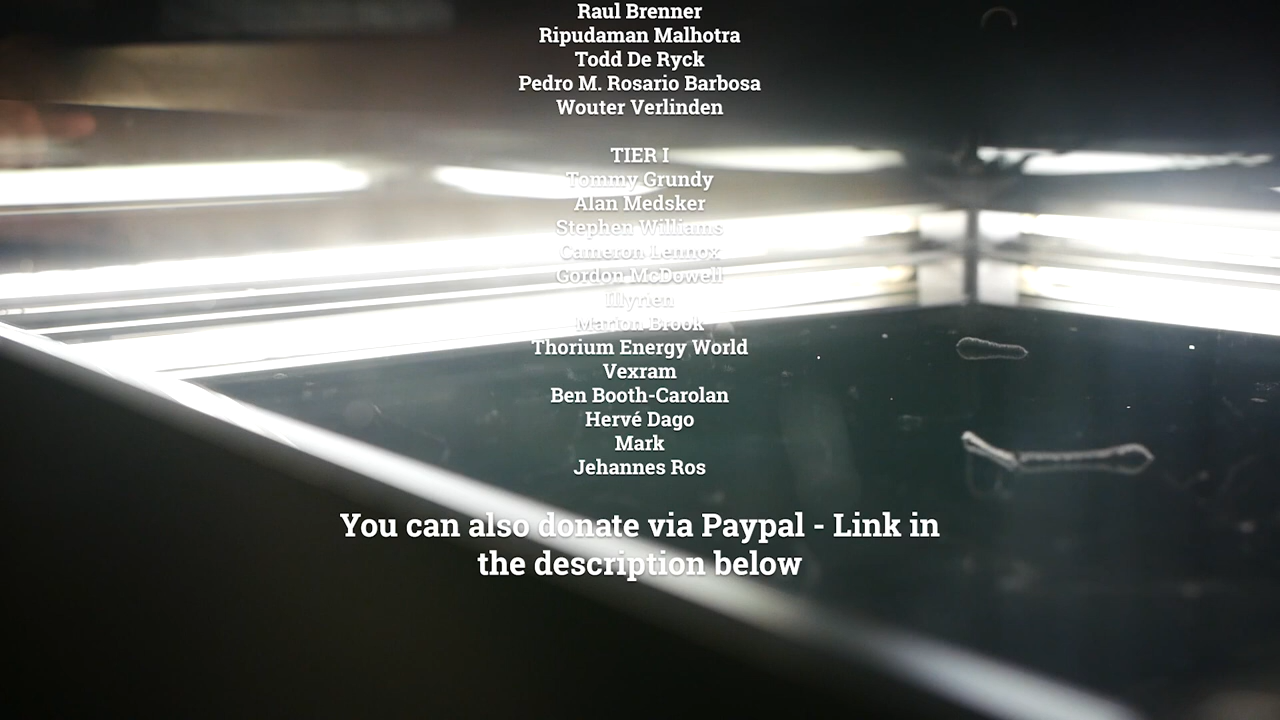 Raul Brenner
Ripudaman Malhotra
Todd De Ryck
Pedro M. Rosario Barbosa
Wouter Verlinden
TIER I
Tommy Grundy
Alan Medsker
Stephen Williams
Cameron Lennox
Gordon McDowell
Illyrien
Marion Brook
Thorium Energy World
Vexram
Ben Booth-Carolan
Hervé Dago
Mark
Jehannes Ros
You can also donate via Paypal - Link in
the description below